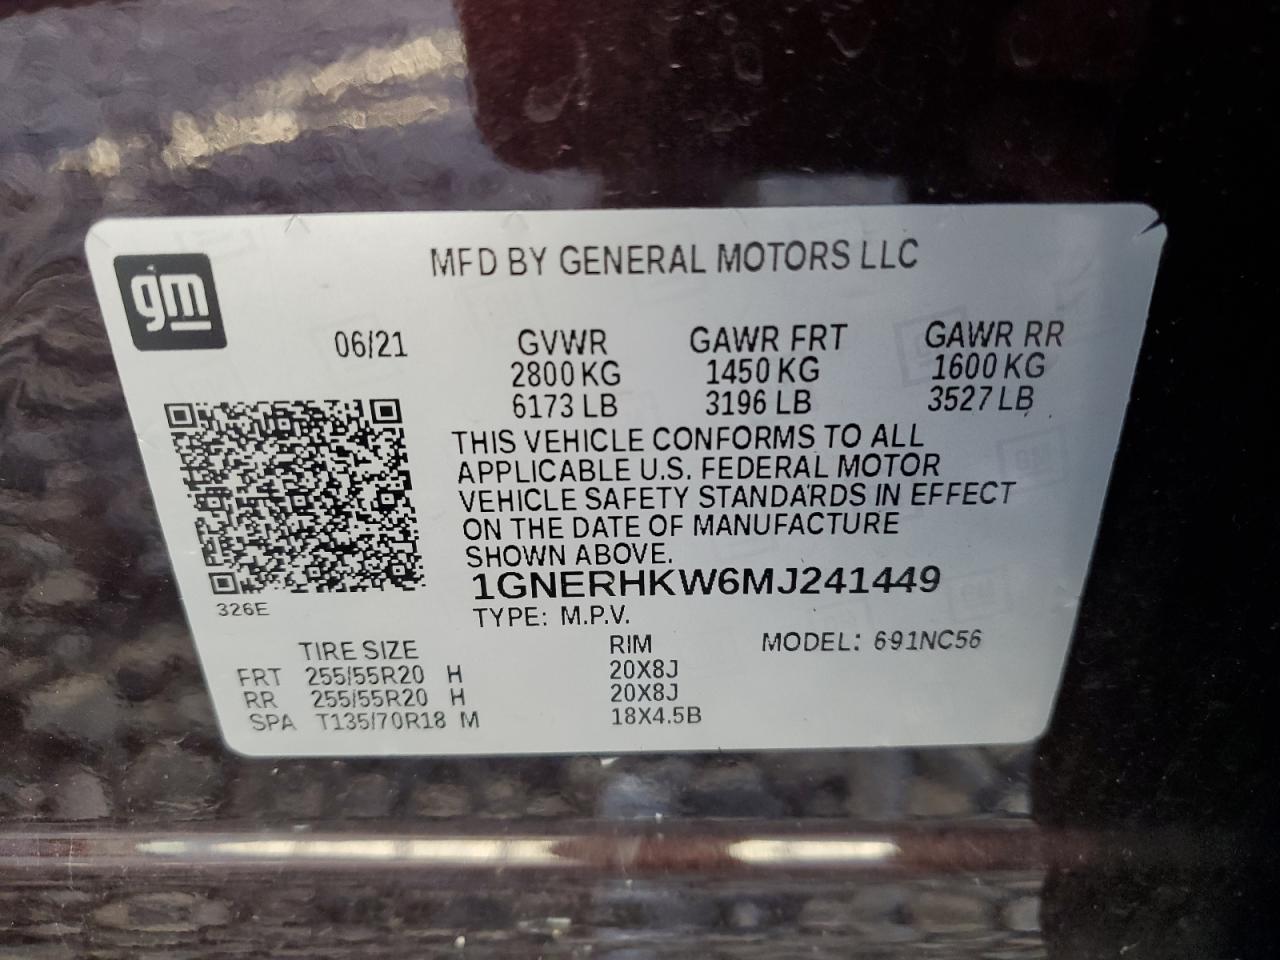 MFD BY GENERAL MOTORS LLC
gm
06/21 GVWR GAWR FRT GAWR RR
2800 KG 1450 KG 1600 KG
6173 LB 3196 LB 3527 LB
THIS VEHICLE CONFORMS TO ALL
APPLICABLE U.S. FEDERAL MOTOR
VEHICLE SAFETY STANDARDS IN EFFECT
ON THE DATE OF MANUFACTURE
SHOWN ABOVE.
1GNERHKW6MJ241449
326E
TYPE: M.P.V.
TIRE SIZE RIM MODEL: 691NC56
FRT 255/55R20 H 20X8J
RR 255/55R20 H 20X8J
SPA T135/70R18 M 18X4.5B